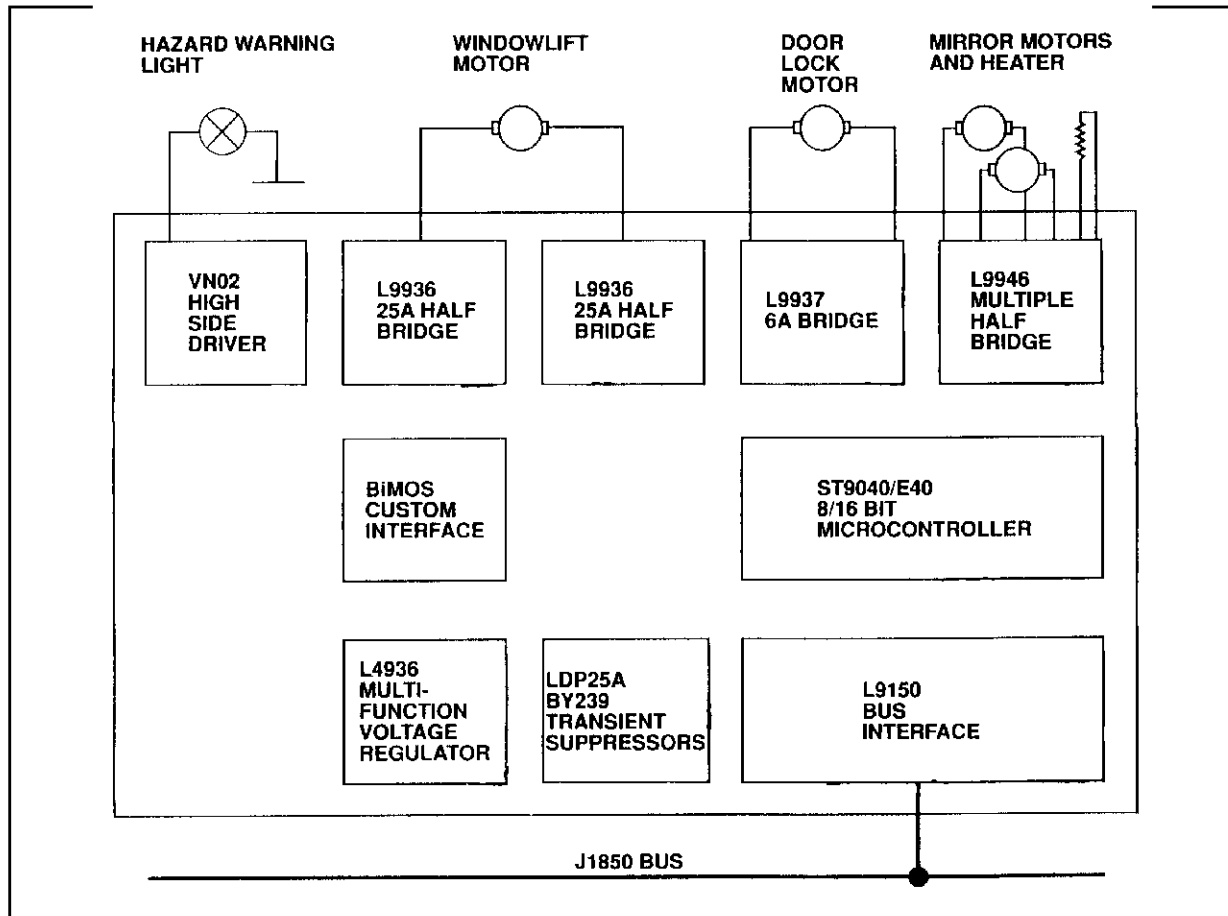 HAZARD WARNING
LIGHT
WINDOWLIFT
MOTOR
DOOR
LOCK
MOTOR
MIRROR MOTORS
AND HEATER
VN02
HIGH
SIDE
DRIVER
L9936
25A HALF
BRIDGE
L9936
25A HALF
BRIDGE
L9937
6A BRIDGE
L9946
MULTIPLE
HALF
BRIDGE
BiMOS
CUSTOM
INTERFACE
ST9040/E40
8/16 BIT
MICROCONTROLLER
L4936
MULTI-
FUNCTION
VOLTAGE
REGULATOR
LDP25A
BY239
TRANSIENT
SUPPRESSORS
L9150
BUS
INTERFACE
J1850 BUS